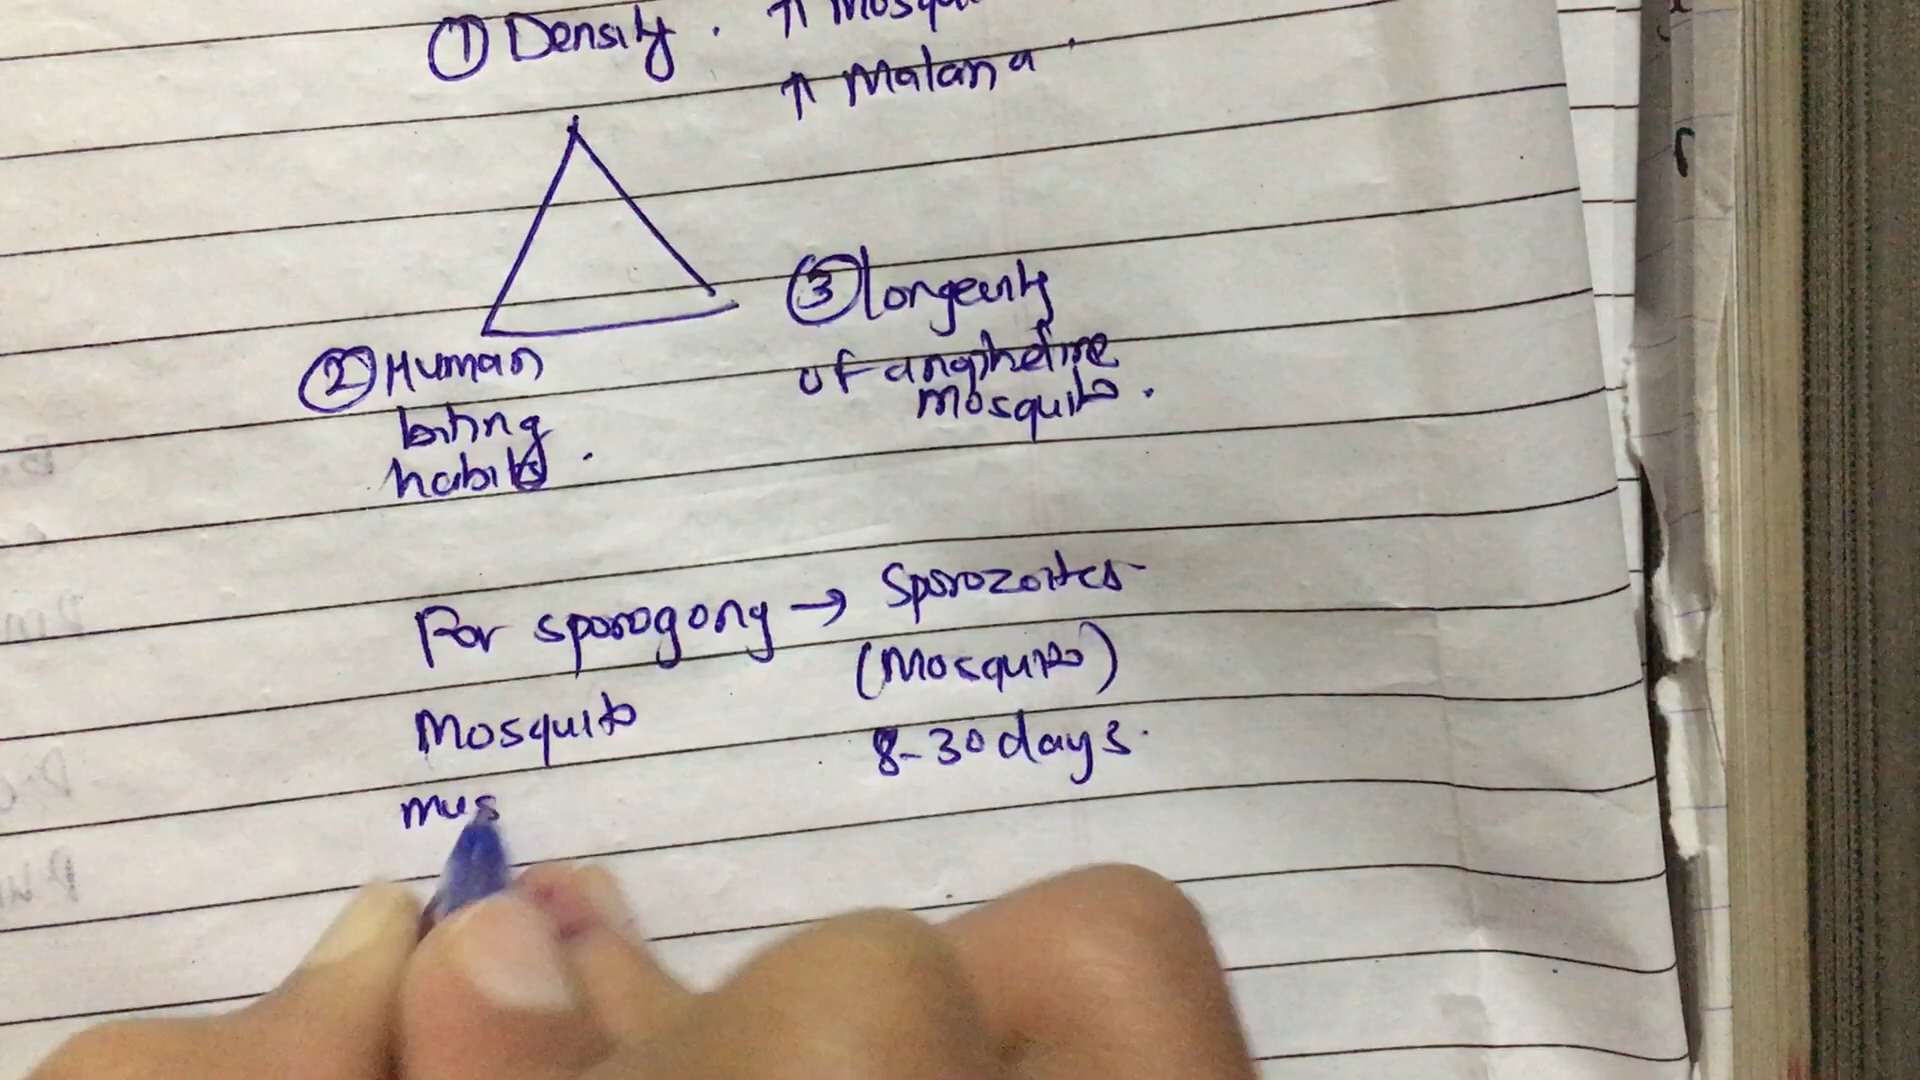 ① Density. ↑ Mosqu
↑ Malaria
③ longevity
of anopheline
Mosquito.
② Human
biting
habits.
For sporogony → Sporozoites
(Mosquito)
Mosquito
8-30 days.
mus